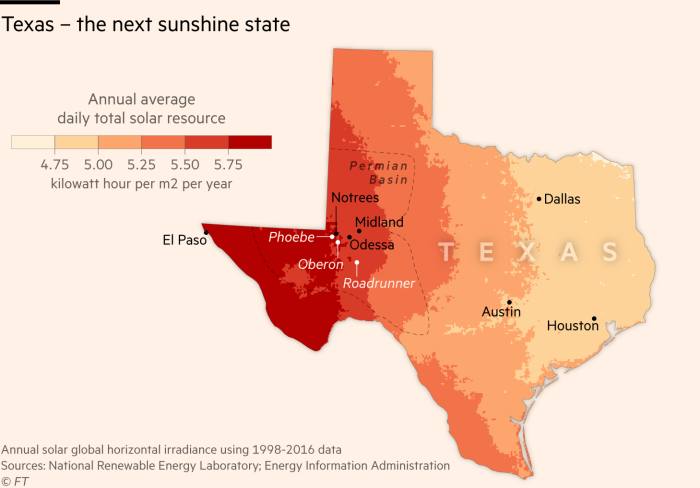 Texas – the next sunshine state
Annual average
daily total solar resource
4.75 5.00 5.25 5.50 5.75
kilowatt hour per m2 per year
Permian
Basin
Notrees
Midland
Phoebe
Odessa
El Paso
Oberon
Roadrunner
Dallas
TEXAS
Austin
Houston
Annual solar global horizontal irradiance using 1998-2016 data
Sources: National Renewable Energy Laboratory; Energy Information Administration
© FT